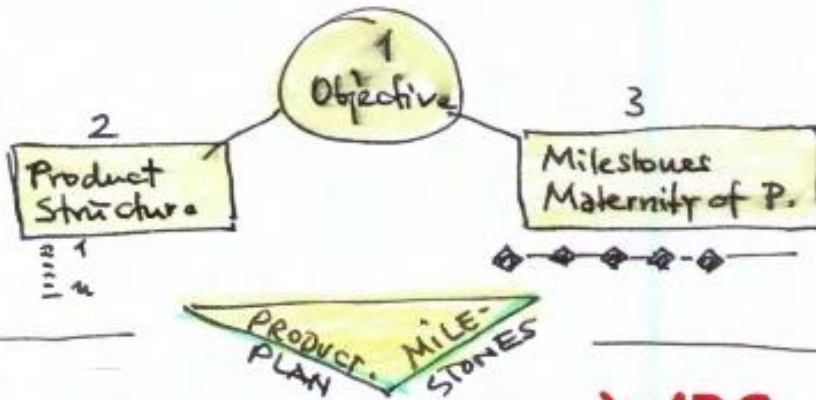 1
Objective
2
Product
Structure
3
Milestones
Maternity of P.
1
n
PRODUCT.
PLAN
MILE-
STONES